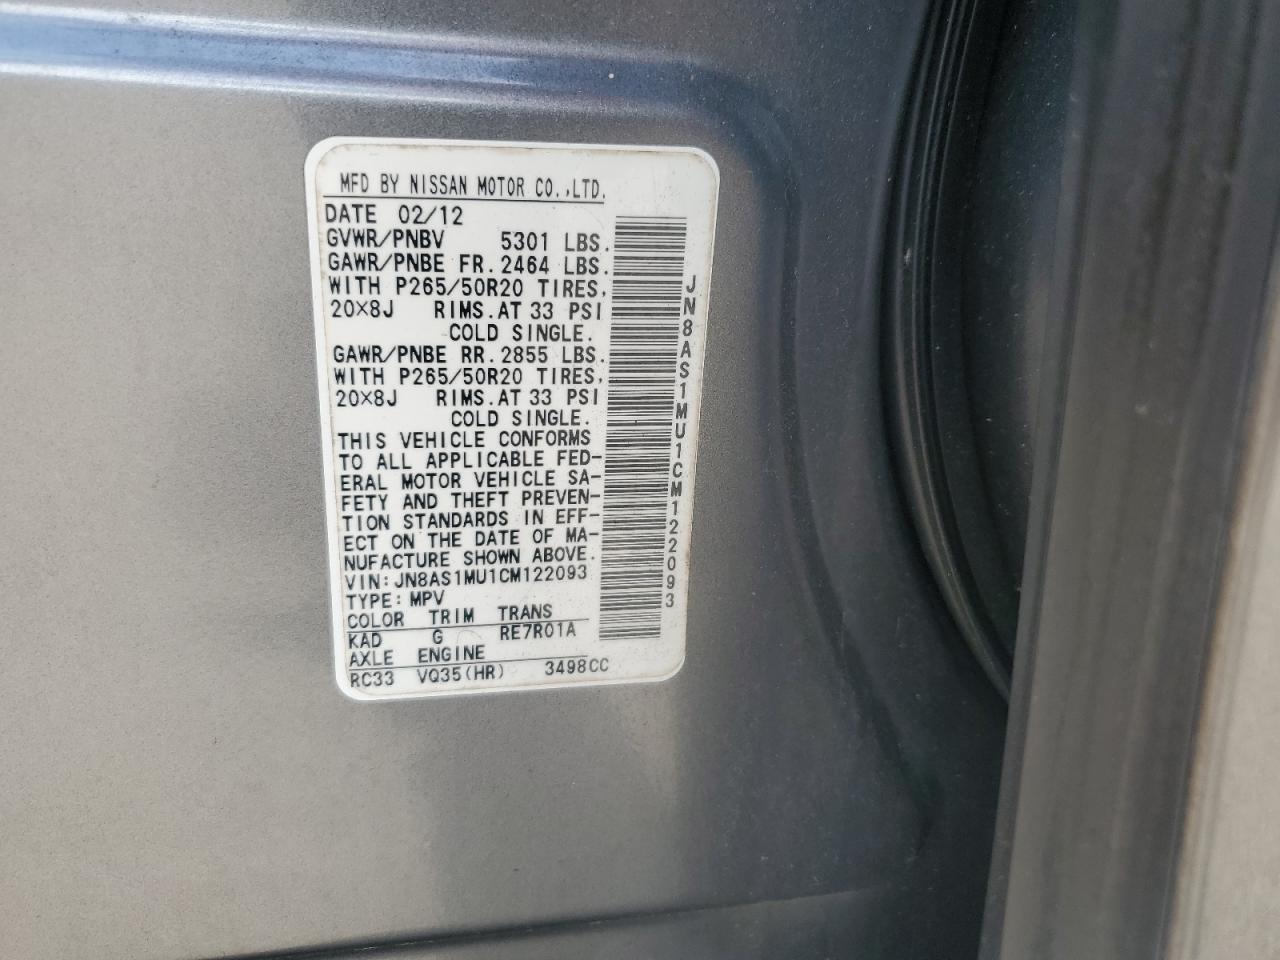 MFD BY NISSAN MOTOR CO.,LTD.
DATE 02/12
GVWR/PNBV 5301 LBS.
GAWR/PNBE FR. 2464 LBS.
WITH P265/50R20 TIRES,
20×8J RIMS.AT 33 PSI
COLD SINGLE.
GAWR/PNBE RR. 2855 LBS.
WITH P265/50R20 TIRES,
20×8J RIMS.AT 33 PSI
COLD SINGLE.
THIS VEHICLE CONFORMS
TO ALL APPLICABLE FED-
ERAL MOTOR VEHICLE SA-
FETY AND THEFT PREVEN-
TION STANDARDS IN EFF-
ECT ON THE DATE OF MA-
NUFACTURE SHOWN ABOVE.
VIN:JN8AS1MU1CM122093
TYPE:MPV
COLOR TRIM TRANS
KAD G RE7R01A
AXLE ENGINE
RC33 VQ35(HR) 3498CC
JN8AS1MU1CM122093